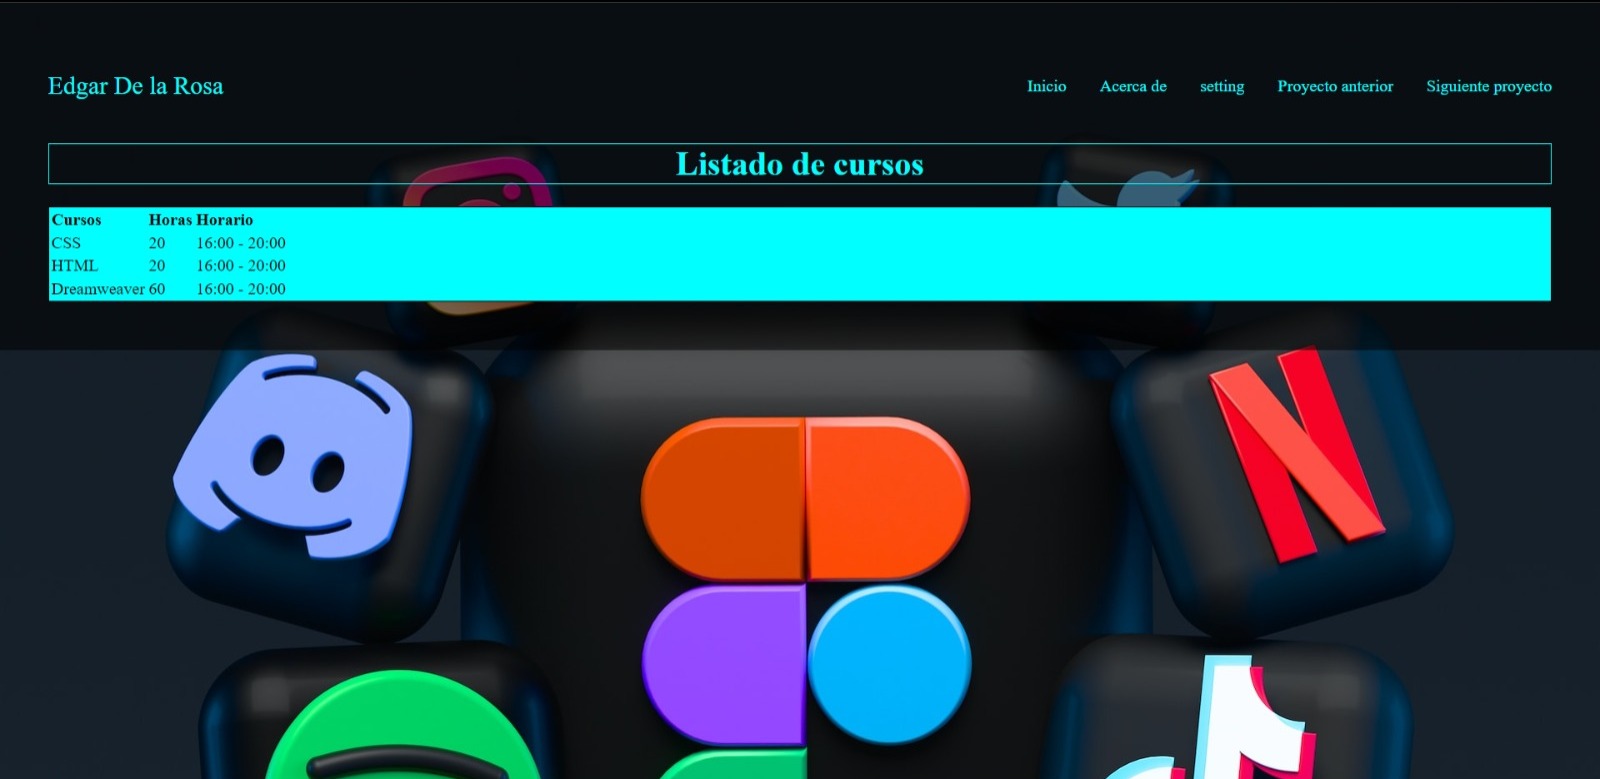 Edgar De la Rosa Inicio Acerca de setting Proyecto anterior Siguiente proyecto
Listado de cursos
Cursos Horas Horario
CSS 20 16:00 - 20:00
HTML 20 16:00 - 20:00
Dreamweaver 60 16:00 - 20:00